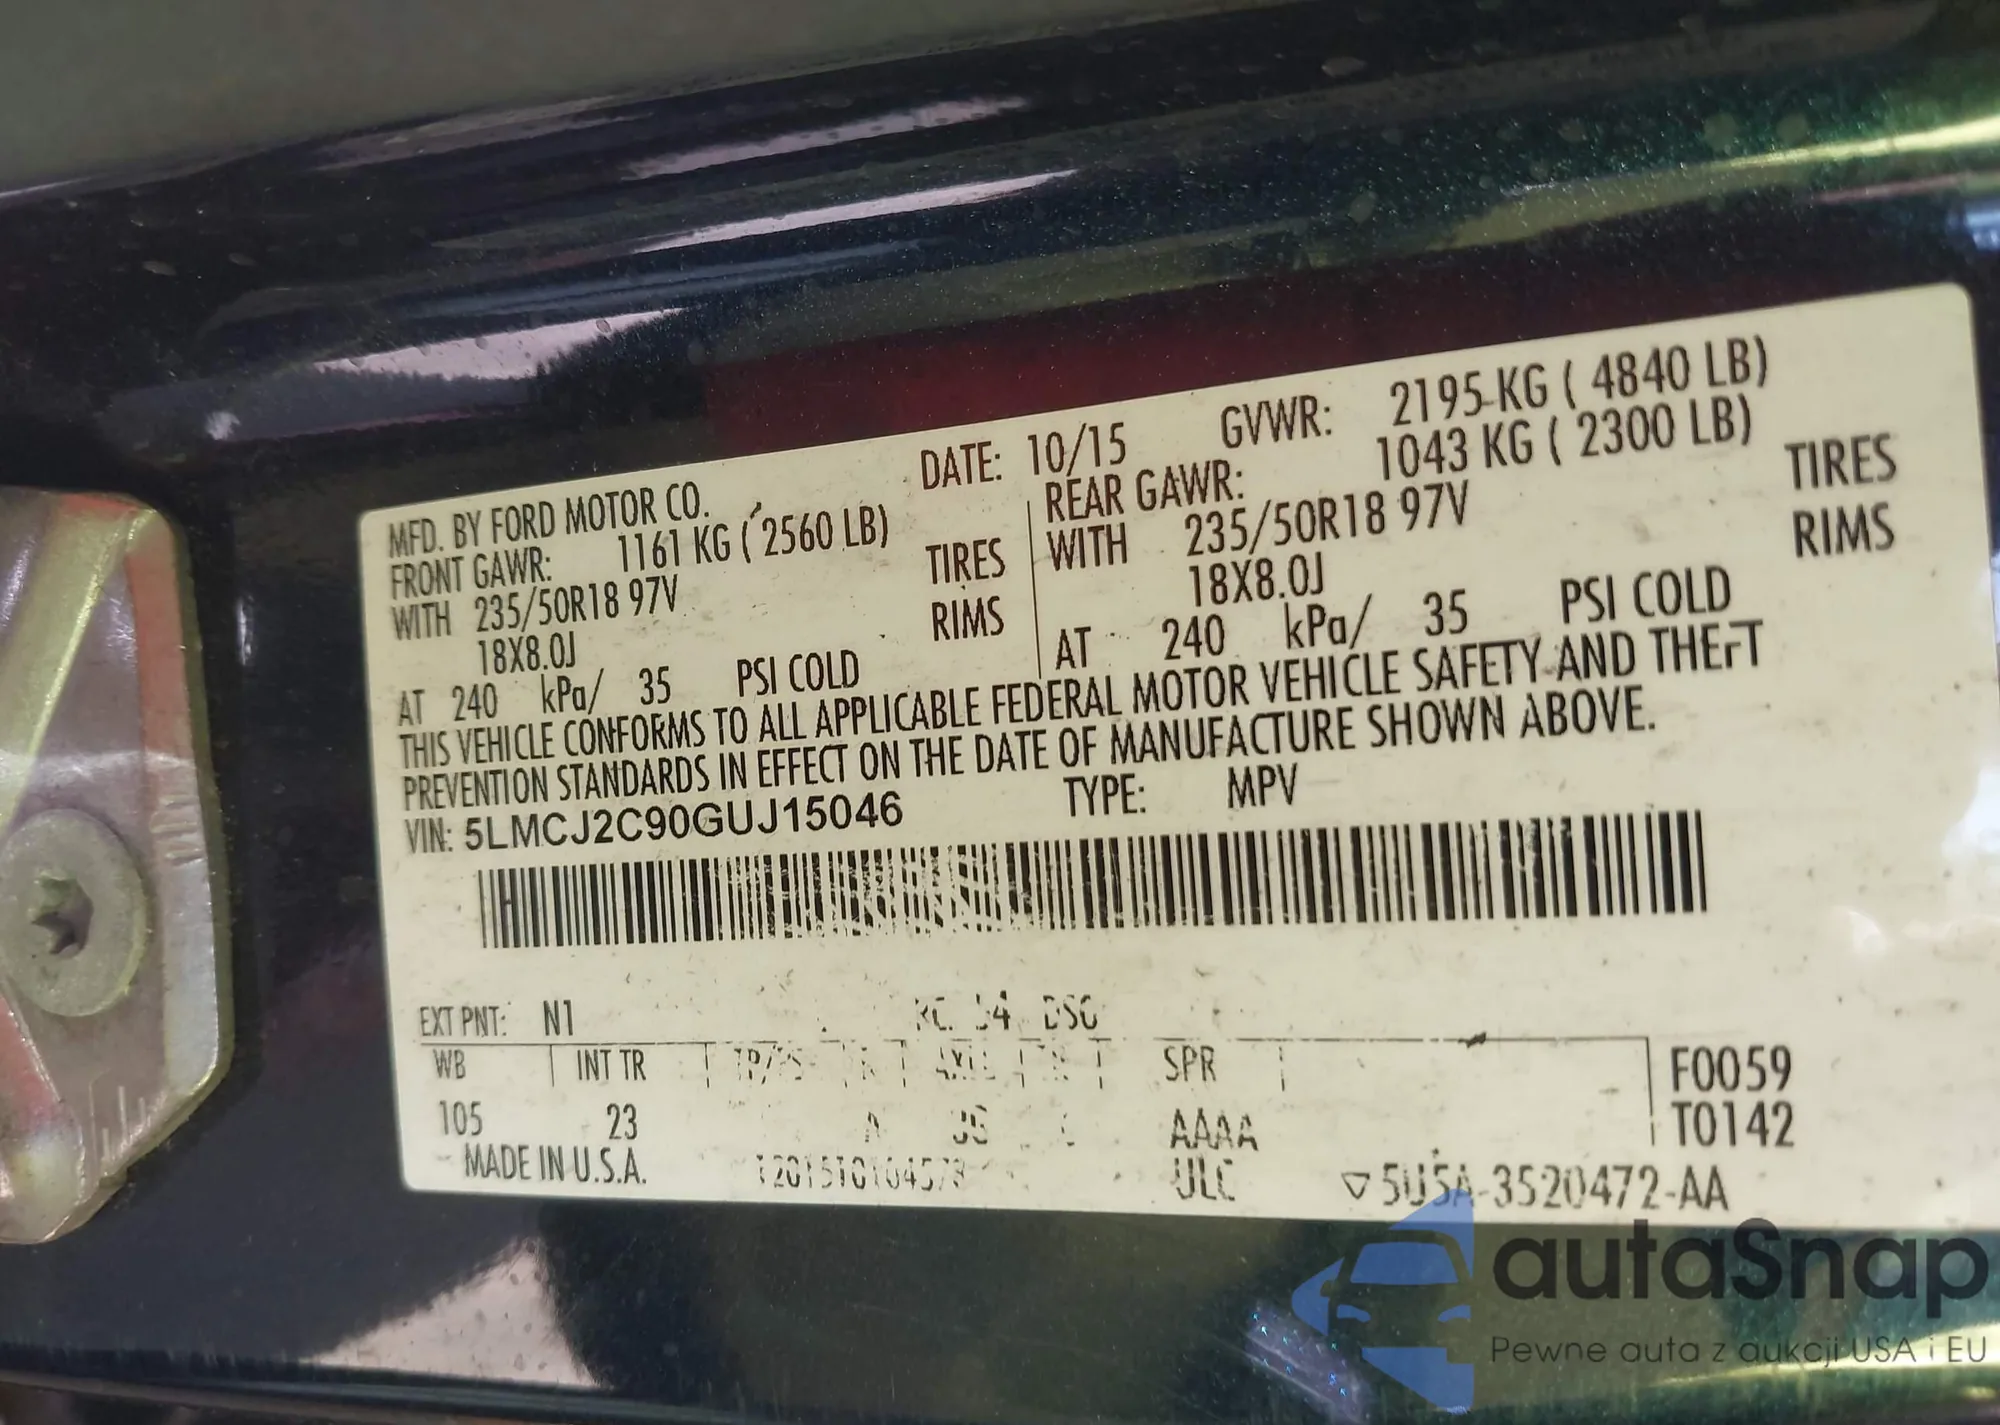 MFD. BY FORD MOTOR CO. DATE: 10/15 GVWR: 2195 KG ( 4840 LB)
FRONT GAWR: 1161 KG ( 2560 LB) REAR GAWR: 1043 KG ( 2300 LB)
WITH 235/50R18 97V TIRES WITH 235/50R18 97V TIRES
18X8.0J RIMS 18X8.0J RIMS
AT 240 kPa/ 35 PSI COLD AT 240 kPa/ 35 PSI COLD
THIS VEHICLE CONFORMS TO ALL APPLICABLE FEDERAL MOTOR VEHICLE SAFETY AND THEFT
PREVENTION STANDARDS IN EFFECT ON THE DATE OF MANUFACTURE SHOWN ABOVE.
VIN: 5LMCJ2C90GUJ15046 TYPE: MPV
EXT PNT: N1
WB INT TR SPR F0059
105 23 AAAA T0142
MADE IN U.S.A. ULC ▽ 5U5A-3520472-AA
autaSnap
Pewne auta z aukcji USA i EU